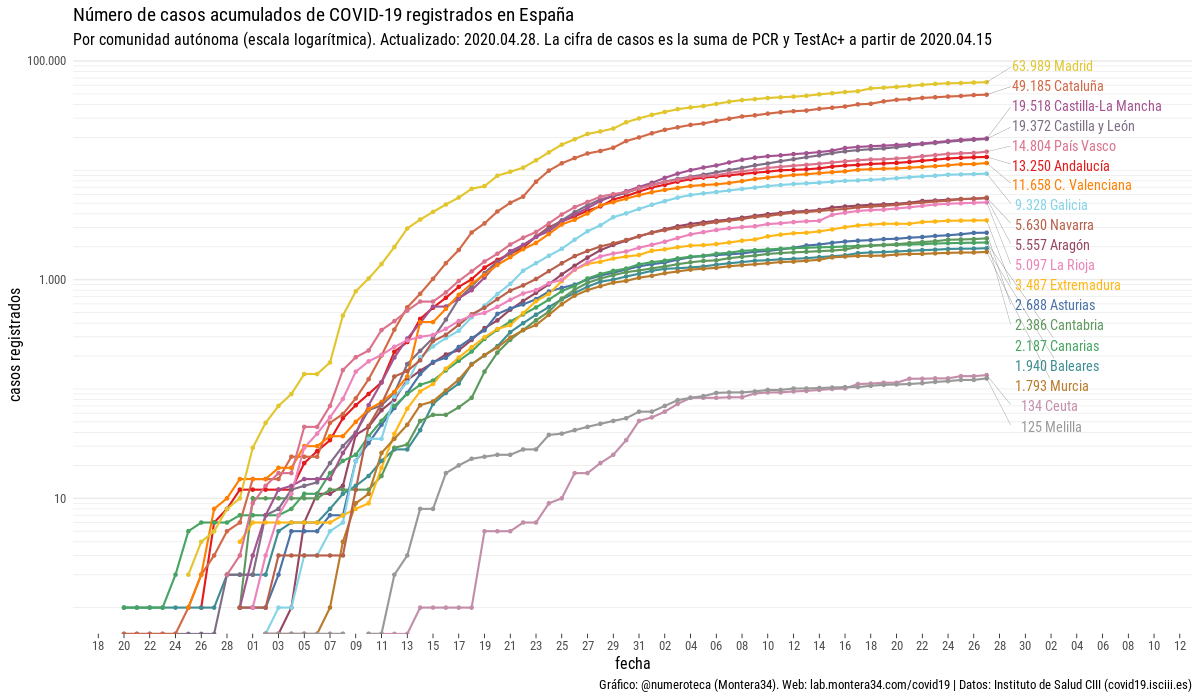 Número de casos acumulados de COVID-19 registrados en España
Por comunidad autónoma (escala logarítmica). Actualizado: 2020.04.28. La cifra de casos es la suma de PCR y TestAc+ a partir de 2020.04.15
100.000
1.000
10
casos registrados
63.989 Madrid
49.185 Cataluña
19.518 Castilla-La Mancha
19.372 Castilla y León
14.804 País Vasco
13.250 Andalucía
11.658 C. Valenciana
9.328 Galicia
5.630 Navarra
5.557 Aragón
5.097 La Rioja
3.487 Extremadura
2.688 Asturias
2.386 Cantabria
2.187 Canarias
1.940 Baleares
1.793 Murcia
134 Ceuta
125 Melilla
18 20 22 24 26 28 01 03 05 07 09 11 13 15 17 19 21 23 25 27 29 31 02 04 06 08 10 12 14 16 18 20 22 24 26 28 30 02 04 06 08 10 12
fecha
Gráfico: @numeroteca (Montera34). Web: lab.montera34.com/covid19 | Datos: Instituto de Salud CIII (covid19.isciii.es)